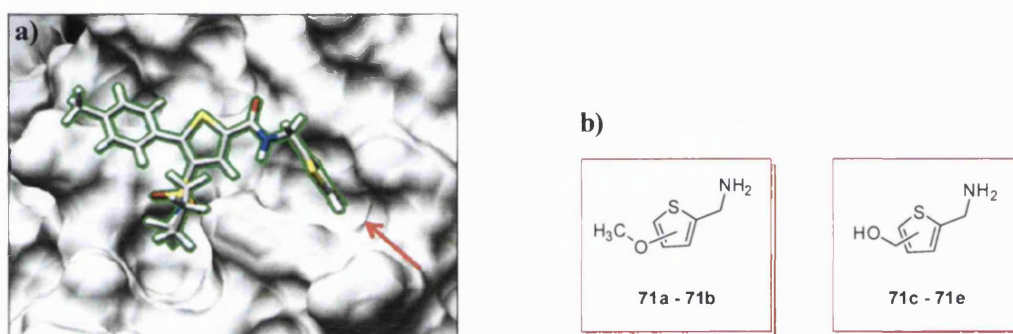 a)
b)
NH₂
S
H₃C
O
71a - 71b
NH₂
S
HO
71c - 71e